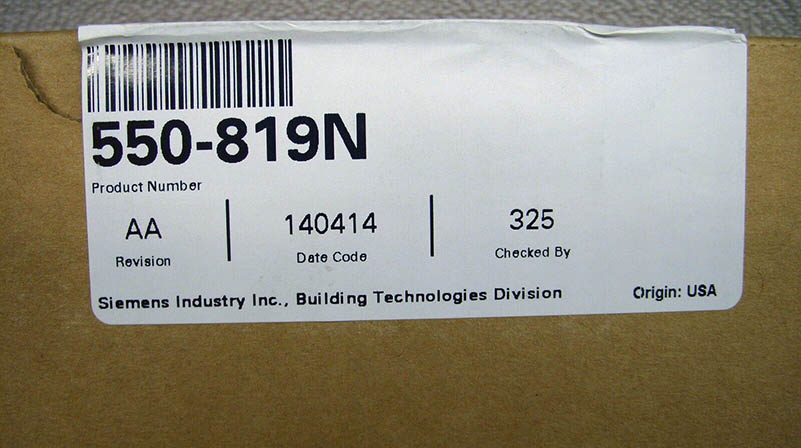 550-819N
Product Number
AA 140414 325
Revision Date Code Checked By
Siemens Industry Inc., Building Technologies Division Origin: USA